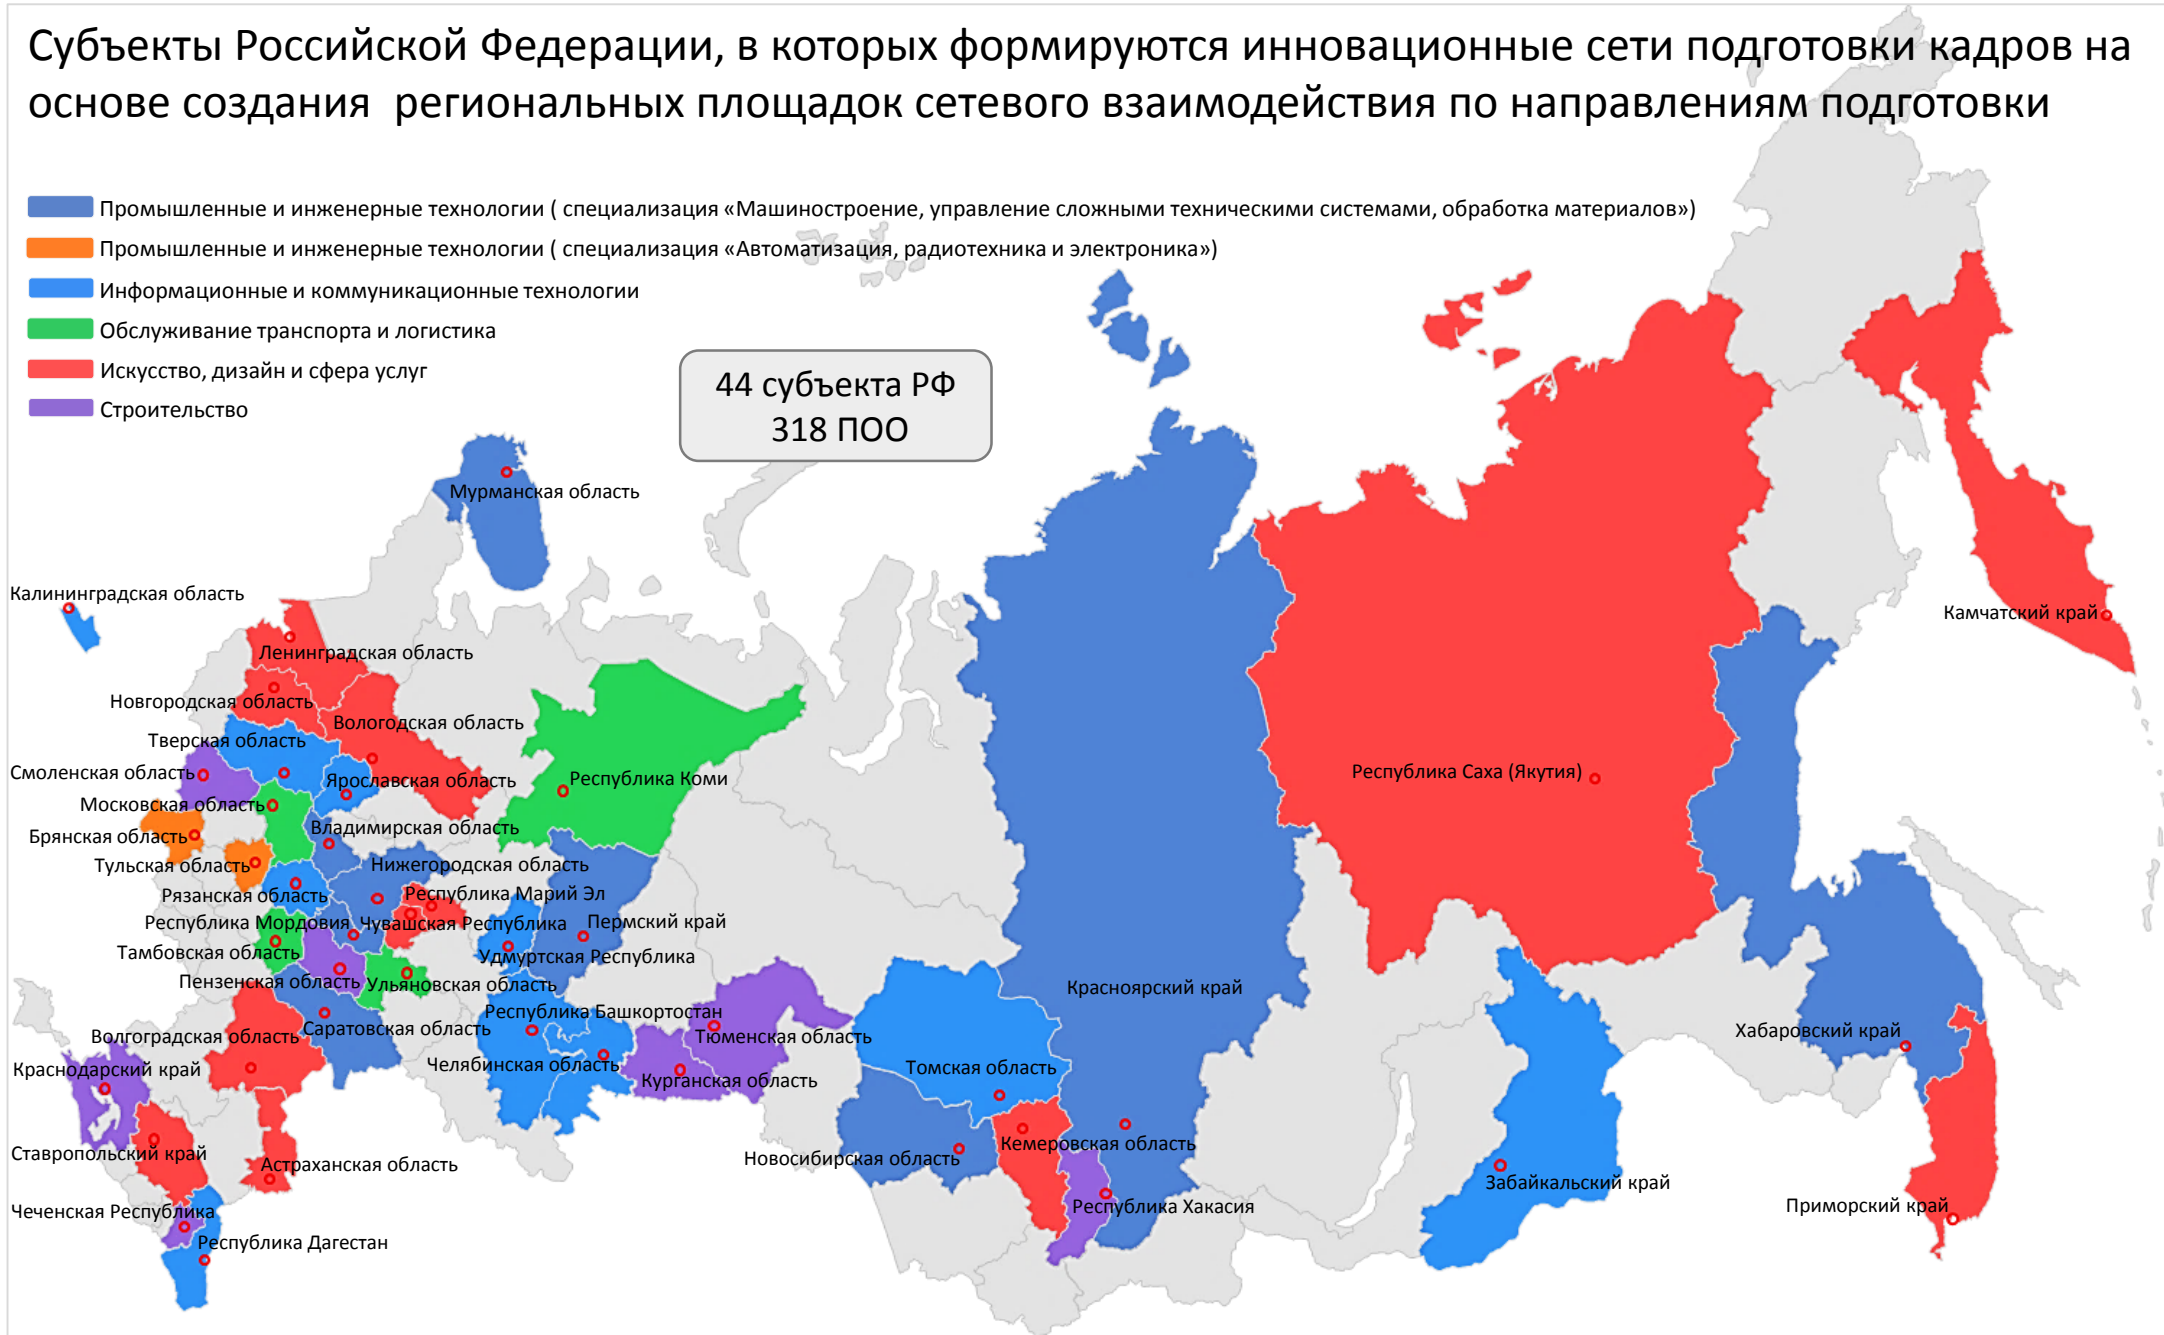 Субъекты Российской Федерации, в которых формируются инновационные сети подготовки кадров на
основе создания  региональных площадок сетевого взаимодействия по направлениям подготовки
Промышленные и инженерные технологии ( специализация «Машиностроение, управление сложными техническими системами, обработка материалов»)
Промышленные и инженерные технологии ( специализация «Автоматизация, радиотехника и электроника»)
Информационные и коммуникационные технологии
Обслуживание транспорта и логистика
Искусство, дизайн и сфера услуг
Строительство
44 субъекта РФ
318 ПОО
Мурманская область
Калининградская область
Камчатский край
Ленинградская область
Новгородская область
Вологодская область
Тверская область
Смоленская область
Ярославская область
Республика Коми
Республика Саха (Якутия)
Московская область
Брянская область
Владимирская область
Тульская область
Нижегородская область
Рязанская область
Республика Марий Эл
Республика Мордовия
Чувашская Республика
Пермский край
Тамбовская область
Удмуртская Республика
Пензенская область
Ульяновская область
Красноярский край
Республика Башкортостан
Волгоградская область
Саратовская область
Тюменская область
Хабаровский край
Краснодарский край
Челябинская область
Курганская область
Томская область
Ставропольский край
Астраханская область
Новосибирская область
Кемеровская область
Забайкальский край
Чеченская Республика
Республика Хакасия
Приморский край
Республика Дагестан